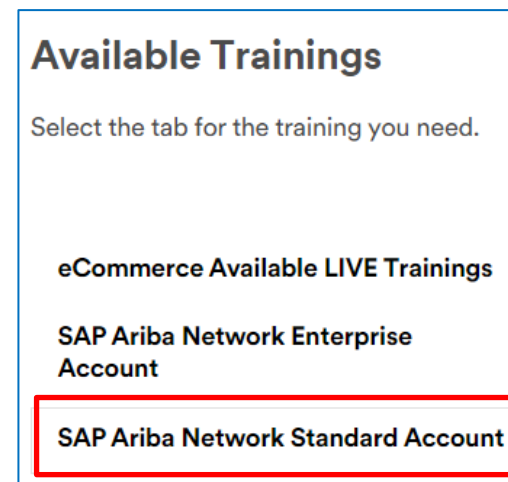 Available Trainings
Select the tab for the training you need.
eCommerce Available LIVE Trainings
SAP Ariba Network Enterprise
Account
SAP Ariba Network Standard Account